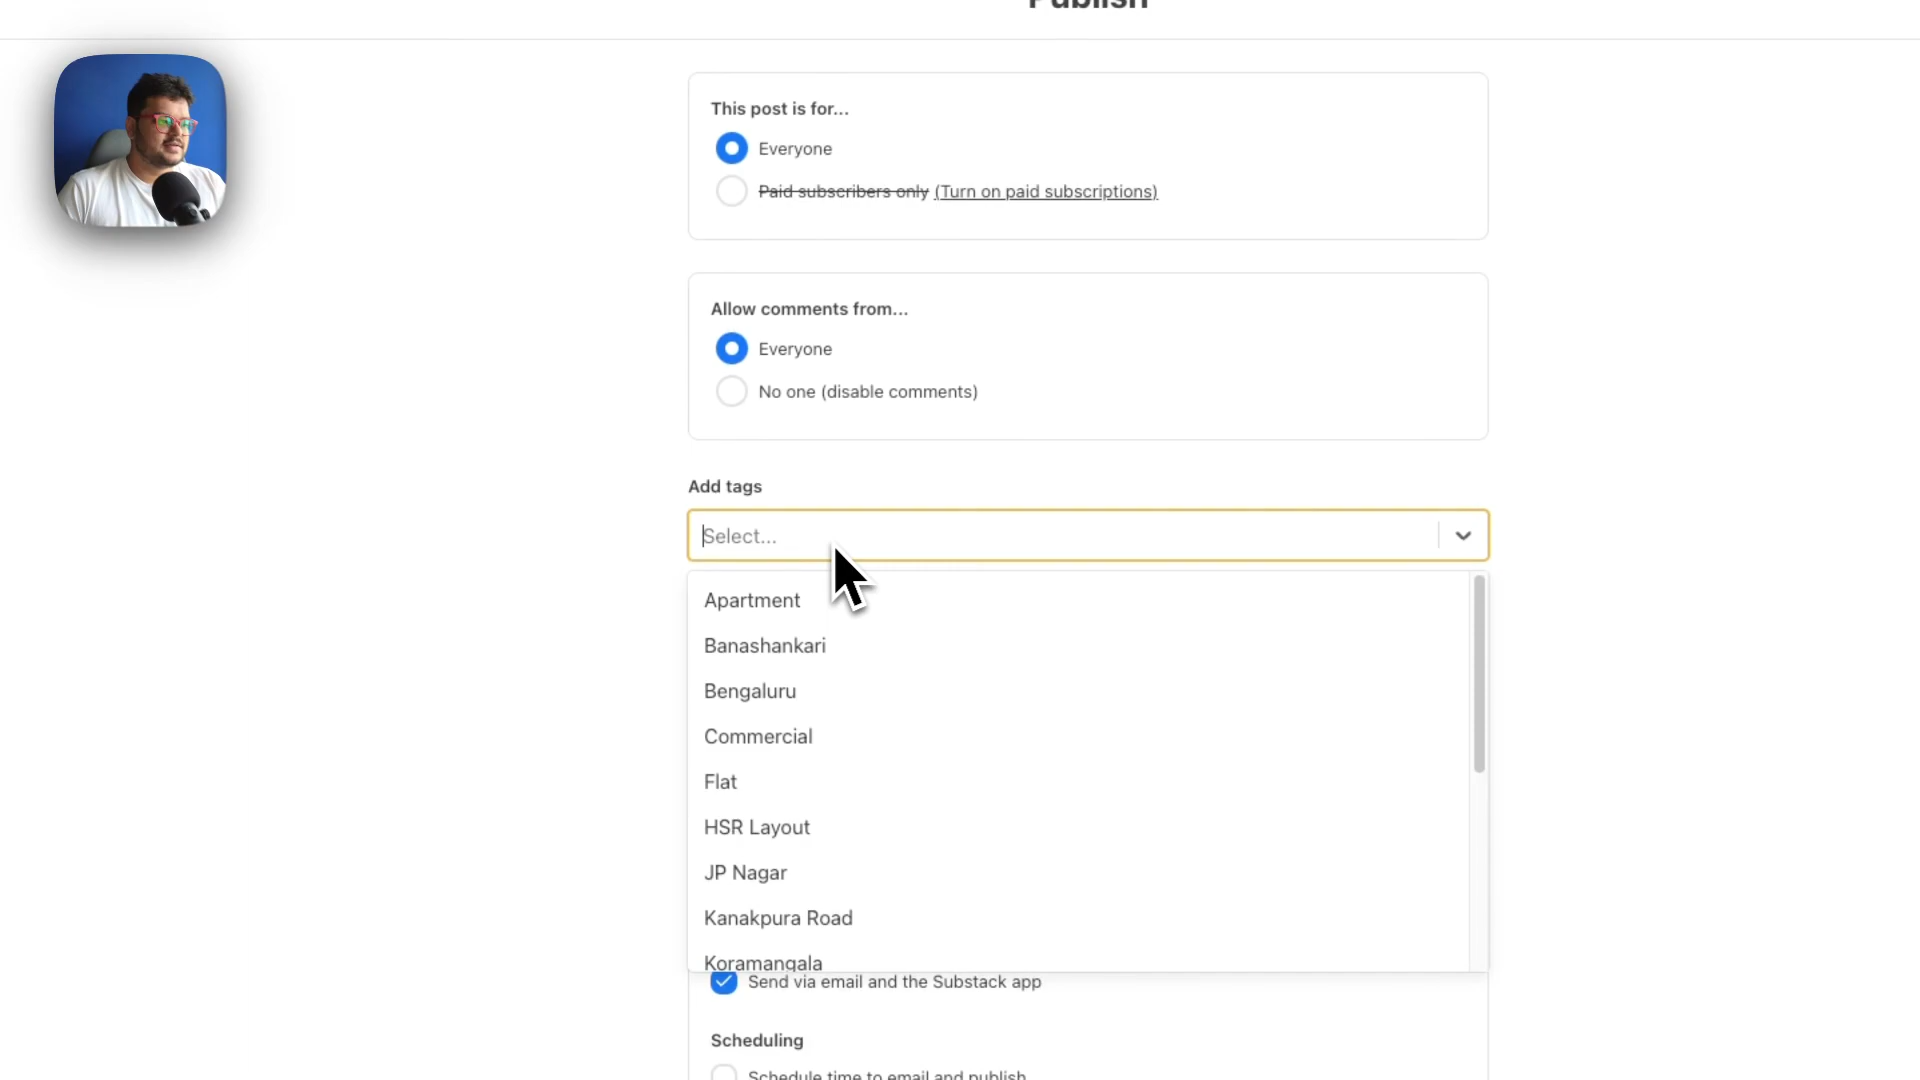 Publish
This post is for...
Everyone
Paid subscribers only (Turn on paid subscriptions)
Allow comments from...
Everyone
No one (disable comments)
Add tags
Select...
Apartment
Banashankari
Bengaluru
Commercial
Flat
HSR Layout
JP Nagar
Kanakpura Road
Koramangala
Send via email and the Substack app
Scheduling
Schedule time to email and publish